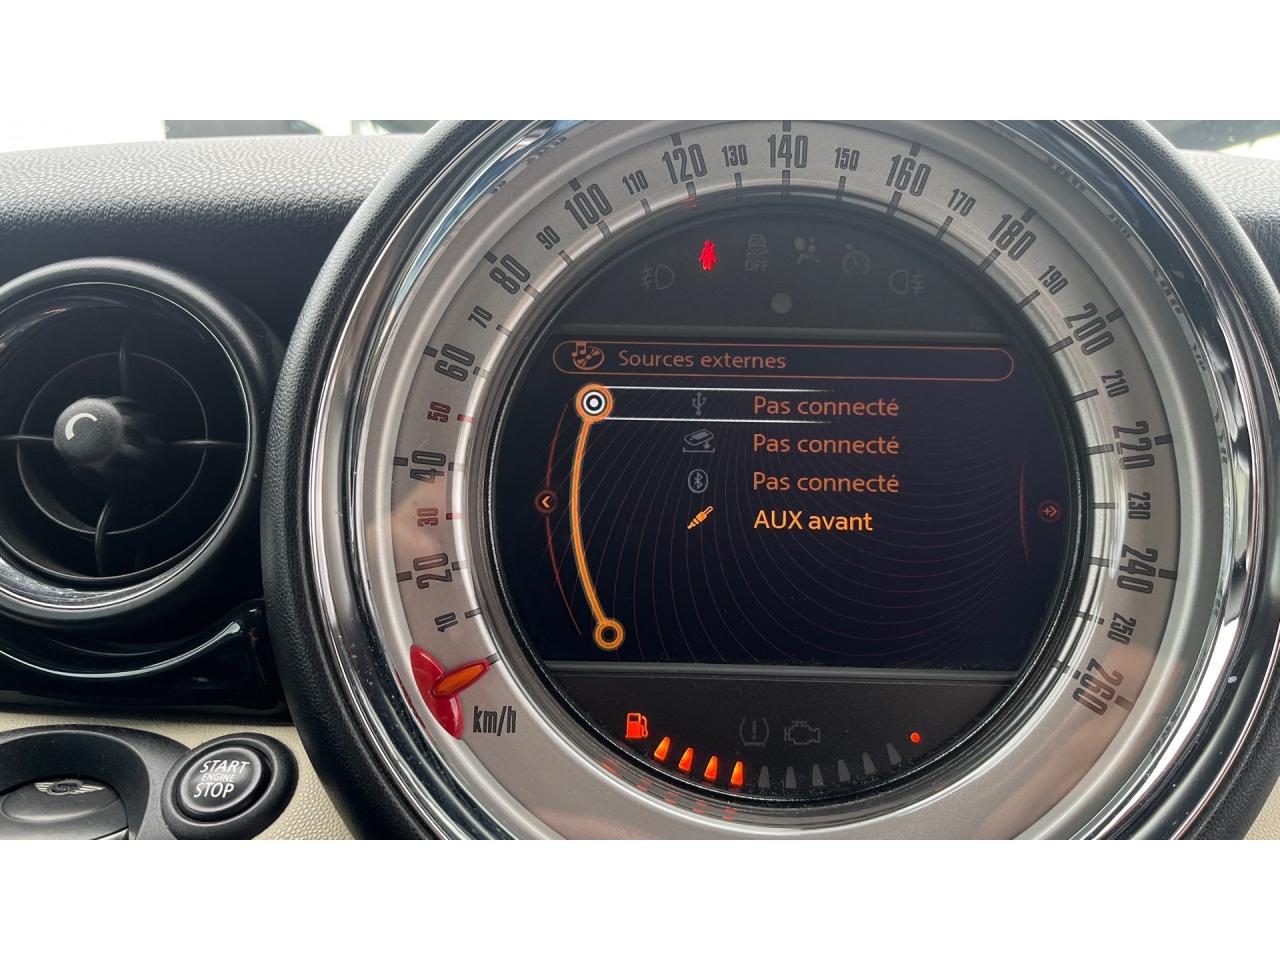 10
20
30
40
50
60
70
80
90
100
110
120
130
140
150
160
170
180
190
200
210
220
230
240
250
260
km/h
OFF
Sources externes
Pas connecté
Pas connecté
Pas connecté
AUX avant
START
ENGINE
STOP